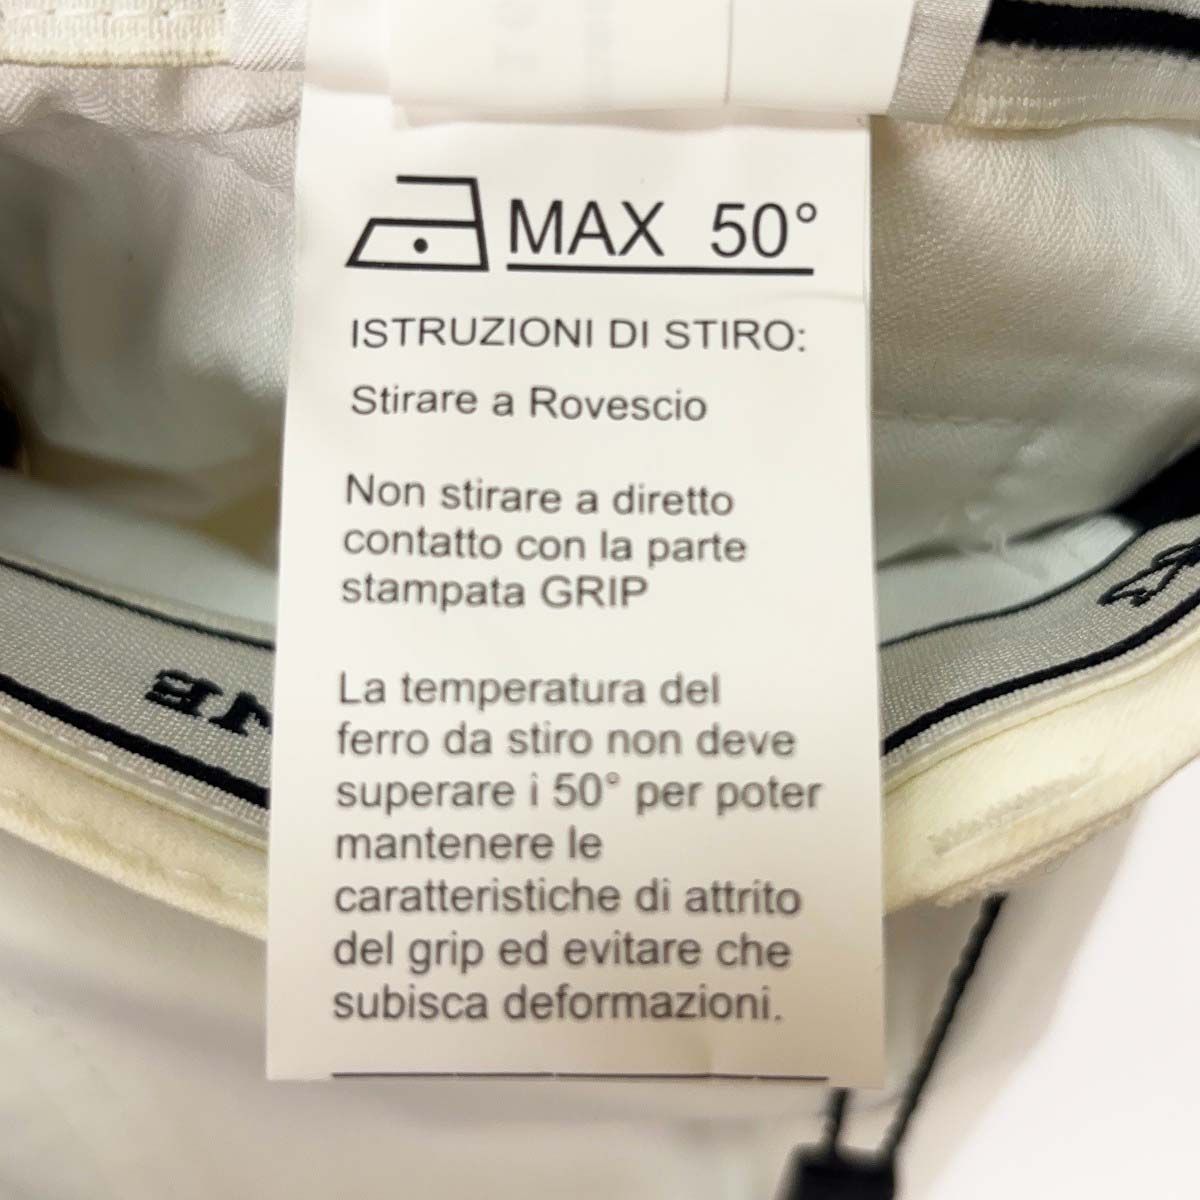 MAX 50°
ISTRUZIONI DI STIRO:
Stirare a Rovescio
Non stirare a diretto
contatto con la parte
stampata GRIP
La temperatura del
ferro da stiro non deve
superare i 50° per poter
mantenere le
caratteristiche di attrito
del grip ed evitare che
subisca deformazioni.